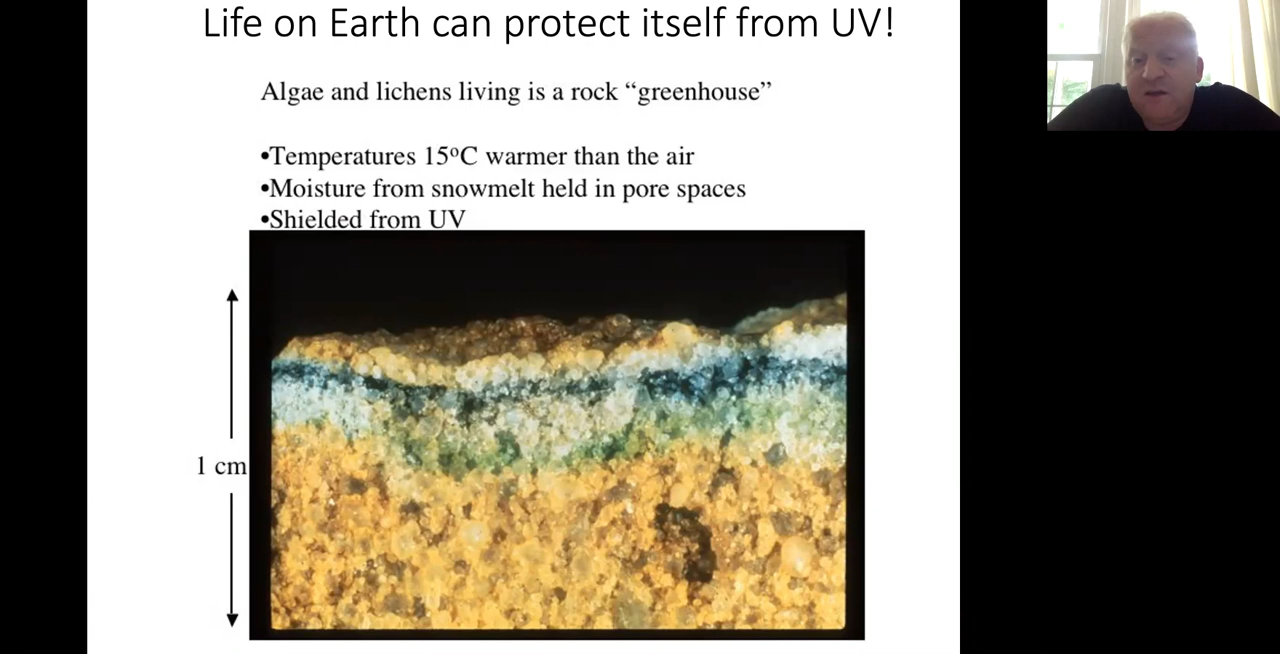 Life on Earth can protect itself from UV!
Algae and lichens living is a rock “greenhouse”
•Temperatures 15ºC warmer than the air
•Moisture from snowmelt held in pore spaces
•Shielded from UV
1 cm